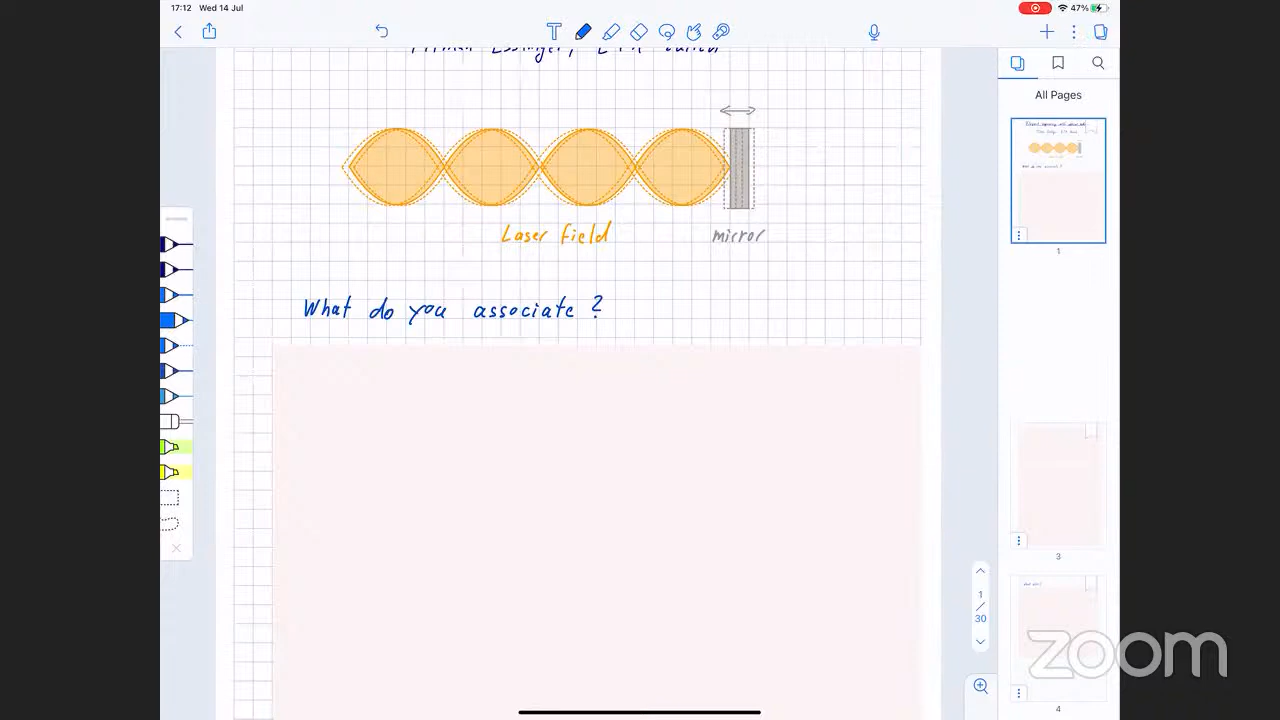 17:12 Wed 14 Jul
47%
All Pages
Laser field
mirror
What do you associate ?
1
3
4
1
/
30
zoom